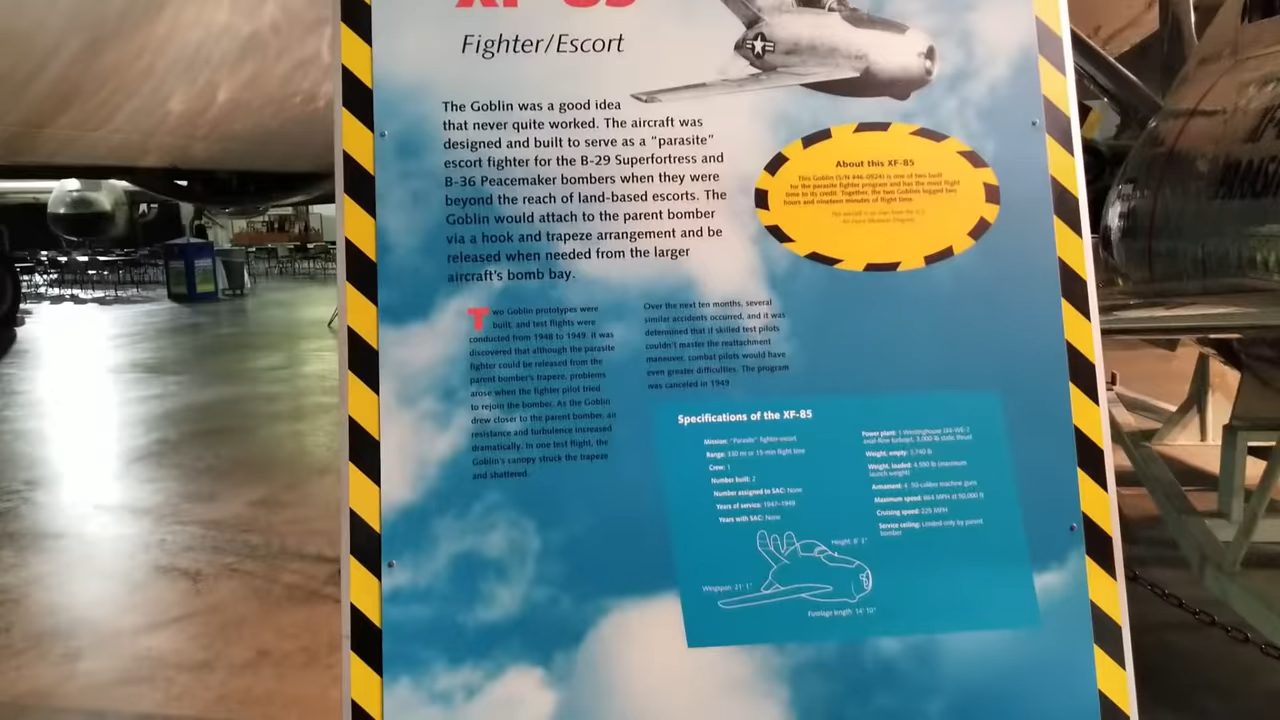 XF-85
Fighter/Escort
The Goblin was a good idea
that never quite worked. The aircraft was
designed and built to serve as a "parasite"
escort fighter for the B-29 Superfortress and
B-36 Peacemaker bombers when they were
beyond the reach of land-based escorts. The
Goblin would attach to the parent bomber
via a hook and trapeze arrangement and be
released when needed from the larger
aircraft's bomb bay.
About this XF-85
This Goblin (S/N #46-0524) is one of two built
for the parasite fighter program and has the most flight
time to its credit. Together, the two Goblins logged two
hours and nineteen minutes of flight time.
This aircraft is on loan from the U.S.
Air Force Museum Program.
Two Goblin prototypes were
built, and test flights were
conducted from 1948 to 1949. It was
discovered that although the parasite
fighter could be released from the
parent bomber's trapeze, problems
arose when the fighter pilot tried
to rejoin the bomber. As the Goblin
drew closer to the parent bomber, air
resistance and turbulence increased
dramatically. In one test flight, the
Goblin's canopy struck the trapeze
and shattered.
Over the next ten months, several
similar accidents occurred, and it was
determined that if skilled test pilots
couldn't master the reattachment
maneuver, combat pilots would have
even greater difficulties. The program
was canceled in 1949.
Specifications of the XF-85
Mission: "Parasite" fighter-escort
Range: 130 mi or 15-min flight time
Crew: 1
Number built: 2
Number assigned to SAC: None
Years of service: 1947–1949
Years with SAC: None
Power plant: 1 Westinghouse J34-WE-7
axial-flow turbojet, 3,000 lb static thrust
Weight, empty: 3,740 lb
Weight, loaded: 4,550 lb (maximum
launch weight)
Armament: 4 .50-caliber machine guns
Maximum speed: 664 MPH at 50,000 ft
Cruising speed: 225 MPH
Service ceiling: Limited only by parent
bomber
Height: 8' 1"
Wingspan: 21' 1"
Fuselage length: 14' 10"